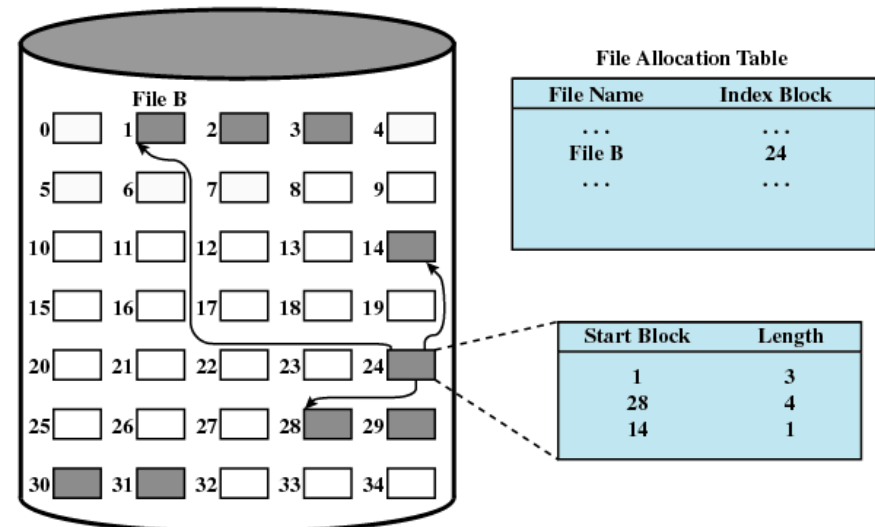 File Allocation Table
File Name Index Block
... ...
File B 24
... ...
File B
0 1 2 3 4
5 6 7 8 9
10 11 12 13 14
15 16 17 18 19
20 21 22 23 24
25 26 27 28 29
30 31 32 33 34
Start Block Length
1 3
28 4
14 1